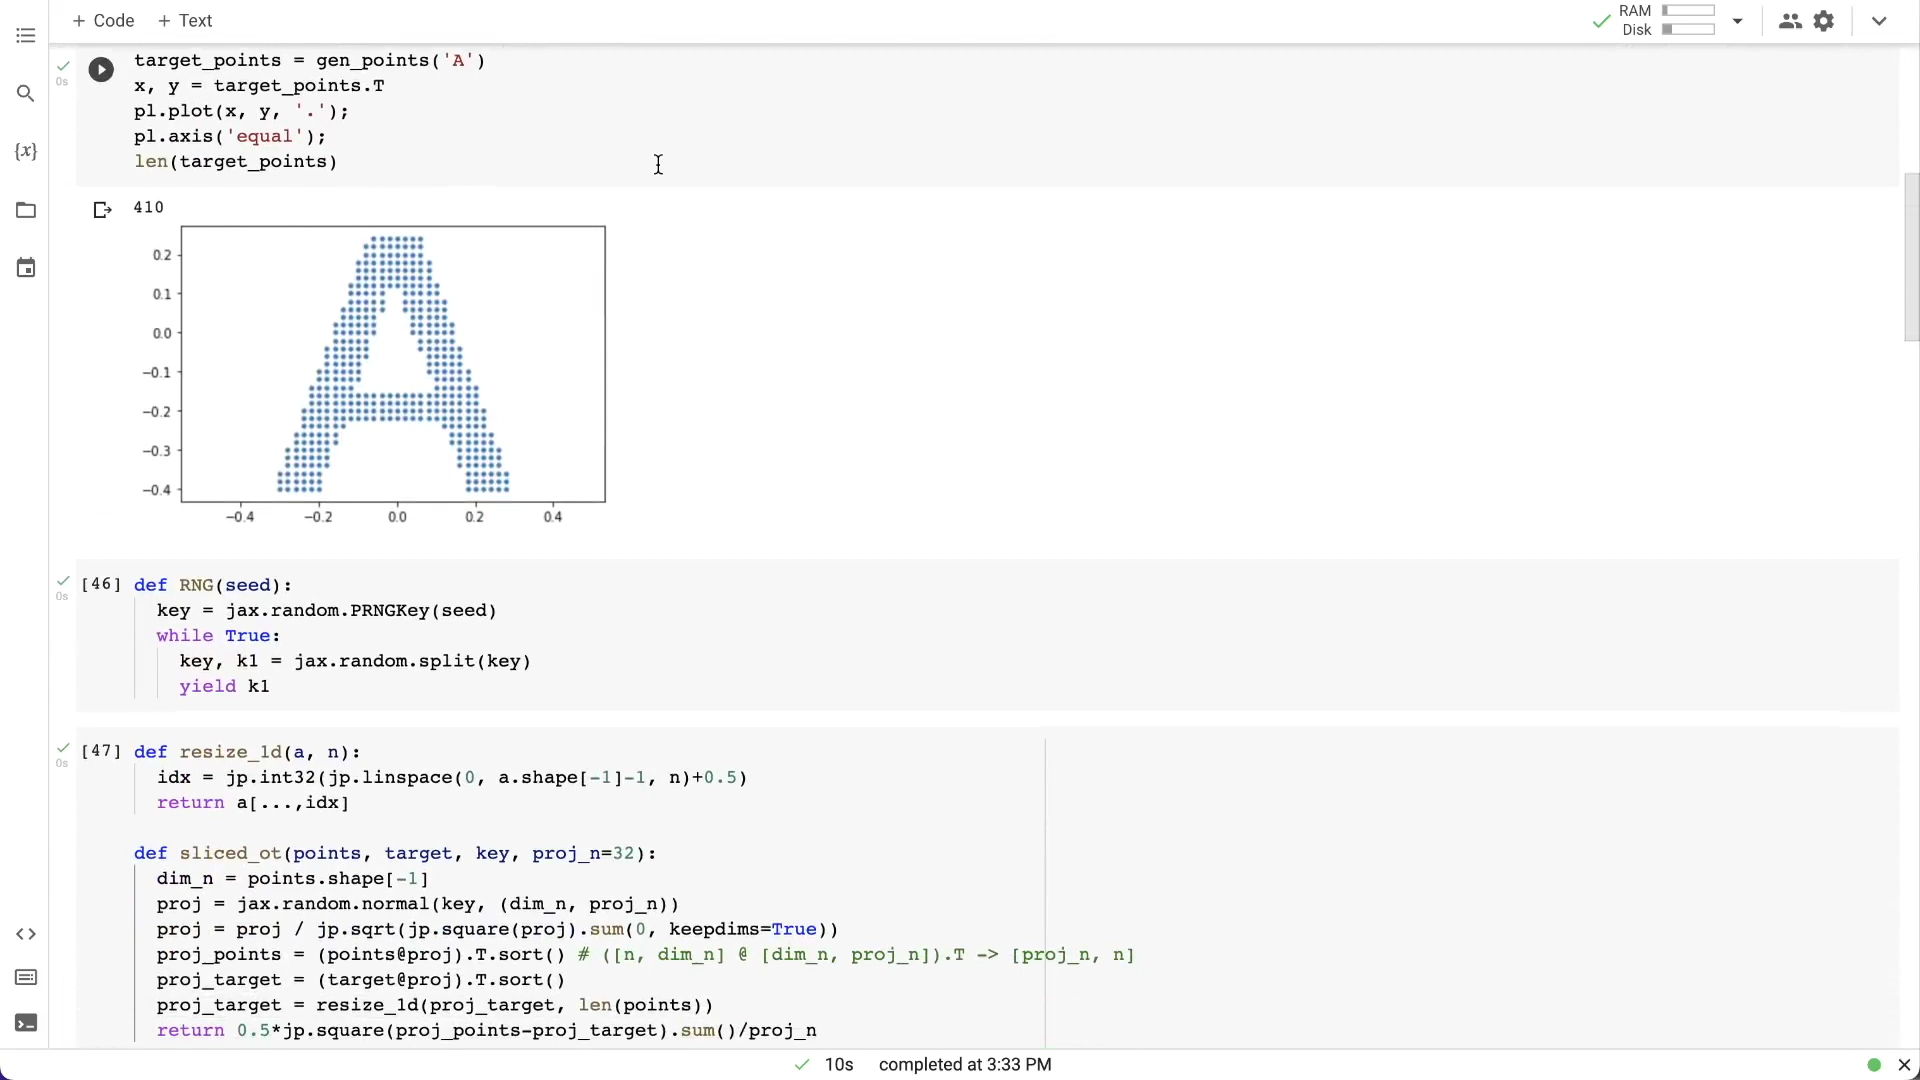 + Code + Text
RAM
Disk
{x}
0s
target_points = gen_points('A')
x, y = target_points.T
pl.plot(x, y, '.');
pl.axis('equal');
len(target_points)
410
0.2
0.1
0.0
−0.1
−0.2
−0.3
−0.4
−0.4 −0.2 0.0 0.2 0.4
0s
[46] def RNG(seed):
key = jax.random.PRNGKey(seed)
while True:
key, k1 = jax.random.split(key)
yield k1
0s
[47] def resize_1d(a, n):
idx = jp.int32(jp.linspace(0, a.shape[-1]-1, n)+0.5)
return a[...,idx]
def sliced_ot(points, target, key, proj_n=32):
dim_n = points.shape[-1]
proj = jax.random.normal(key, (dim_n, proj_n))
proj = proj / jp.sqrt(jp.square(proj).sum(0, keepdims=True))
proj_points = (points@proj).T.sort() # ([n, dim_n] @ [dim_n, proj_n]).T -> [proj_n, n]
proj_target = (target@proj).T.sort()
proj_target = resize_1d(proj_target, len(points))
return 0.5*jp.square(proj_points-proj_target).sum()/proj_n
10s completed at 3:33 PM